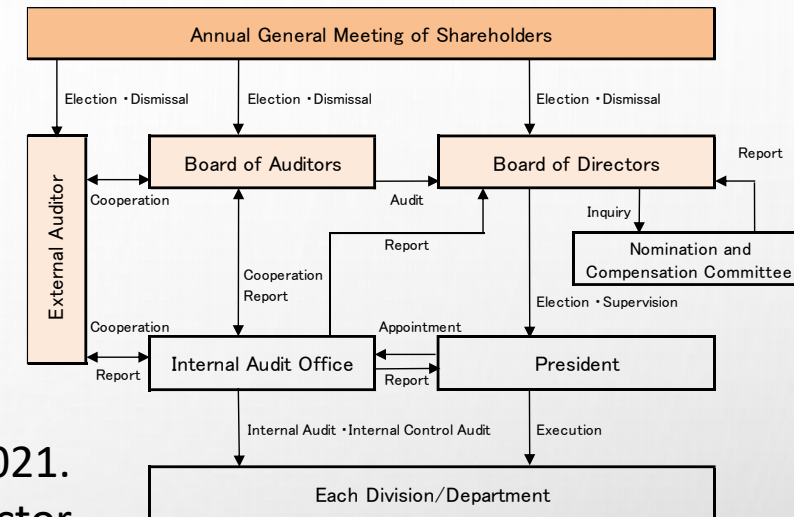 Annual General Meeting of Shareholders
Election・Dismissal
Election・Dismissal
Election・Dismissal
External Auditor
Board of Auditors
Board of Directors
Report
Cooperation
Audit
Inquiry
Report
Nomination and
Compensation Committee
Cooperation
Report
Election・Supervision
Cooperation
Appointment
Internal Audit Office
President
Report
Report
Internal Audit・Internal Control Audit
Execution
021.
ctor
Each Division/Department